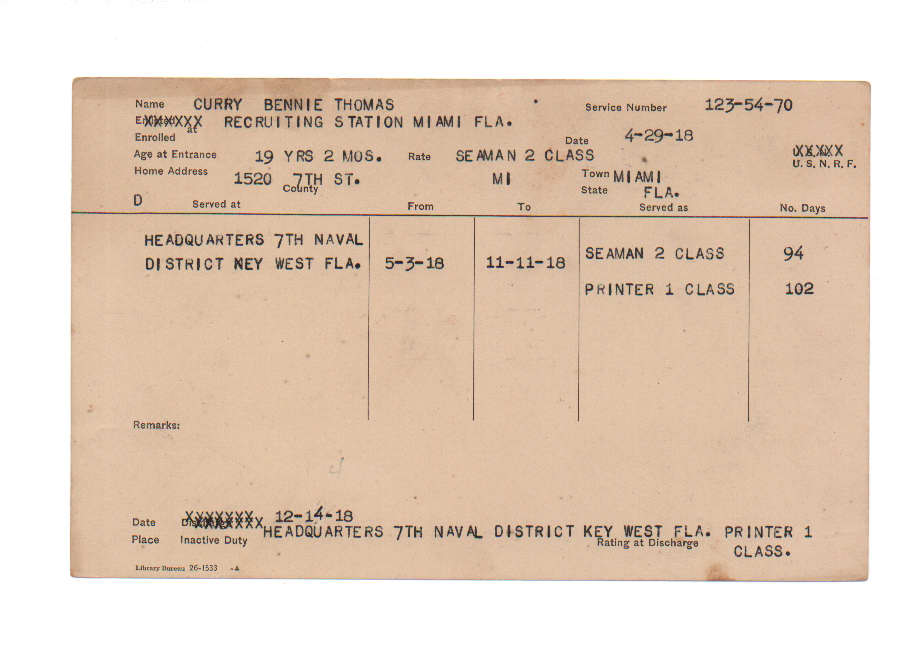 Name CURRY BENNIE THOMAS Service Number 123-54-70
XXXXXX at RECRUITING STATION MIAMI FLA.
Enrolled Date 4-29-18
Age at Entrance 19 YRS 2 MOS. Rate SEAMAN 2 CLASS XXXXX
U. S. N. R. F.
Home Address 1520 7TH ST. MI Town MIAMI
County State FLA.
D Served at From To Served as No. Days
HEADQUARTERS 7TH NAVAL
DISTRICT NEY WEST FLA. 5-3-18 11-11-18 SEAMAN 2 CLASS 94
PRINTER 1 CLASS 102
Remarks:
Date XXXXXXX 12-14-18
Place Inactive Duty HEADQUARTERS 7TH NAVAL DISTRICT KEY WEST FLA. PRINTER 1
Rating at Discharge CLASS.
Library Bureau 26-1533 -A